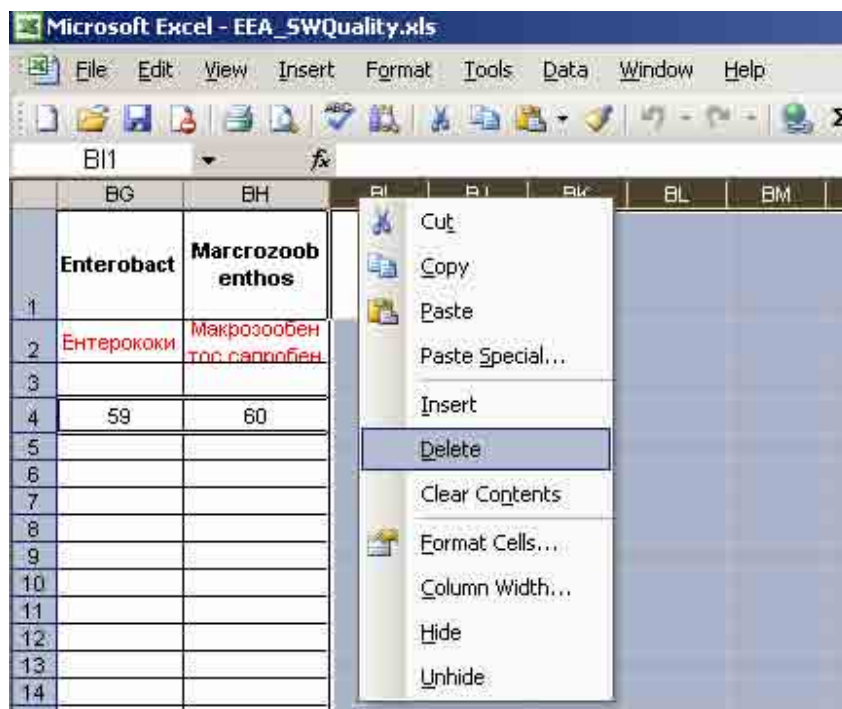 Microsoft Excel - EEA_SWQuality.xls
File Edit View Insert Format Tools Data Window Help
BI1 fx
BG BH BI BJ BK BL BM
1 Enterobact Marcrozoob
enthos
2 Ентерококи Макрозообен
тос сапробен
3
4 59 60
5
6
7
8
9
10
11
12
13
14
Cut
Copy
Paste
Paste Special...
Insert
Delete
Clear Contents
Format Cells...
Column Width...
Hide
Unhide